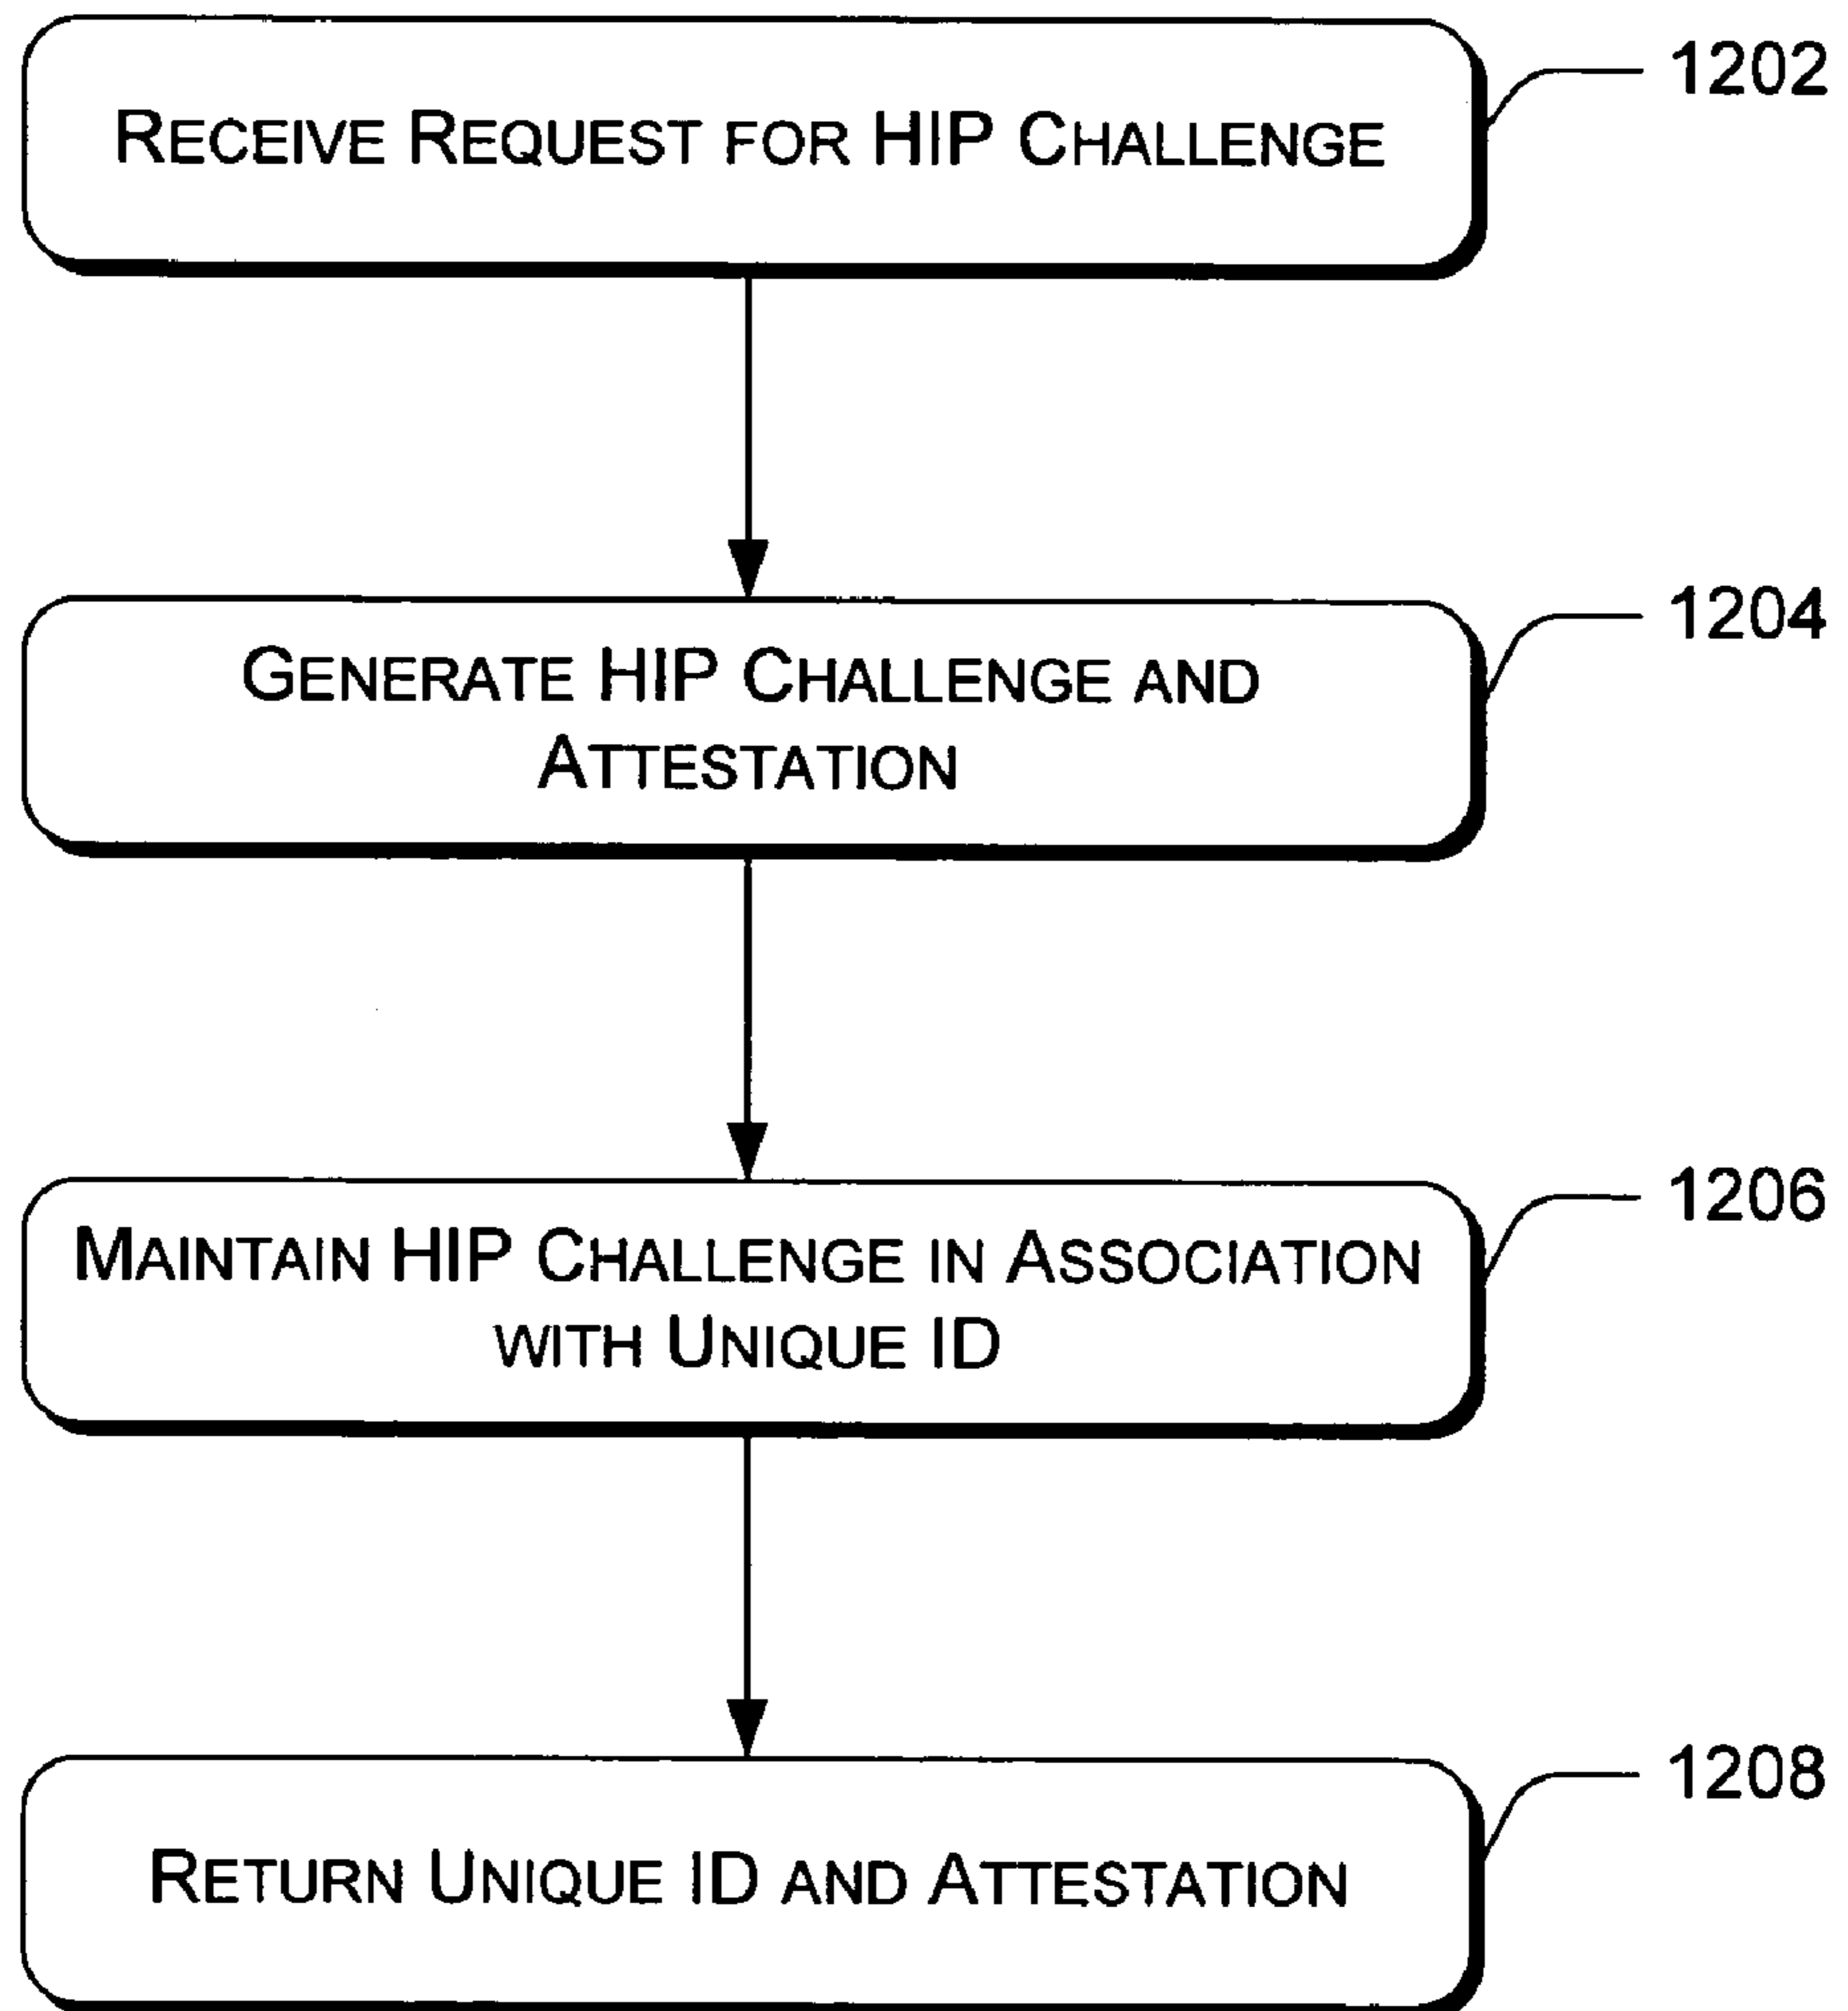 RECEIVE REQUEST FOR HIP CHALLENGE
1202
GENERATE HIP CHALLENGE AND
ATTESTATION
1204
MAINTAIN HIP CHALLENGE IN ASSOCIATION
WITH UNIQUE ID
1206
RETURN UNIQUE ID AND ATTESTATION
1208